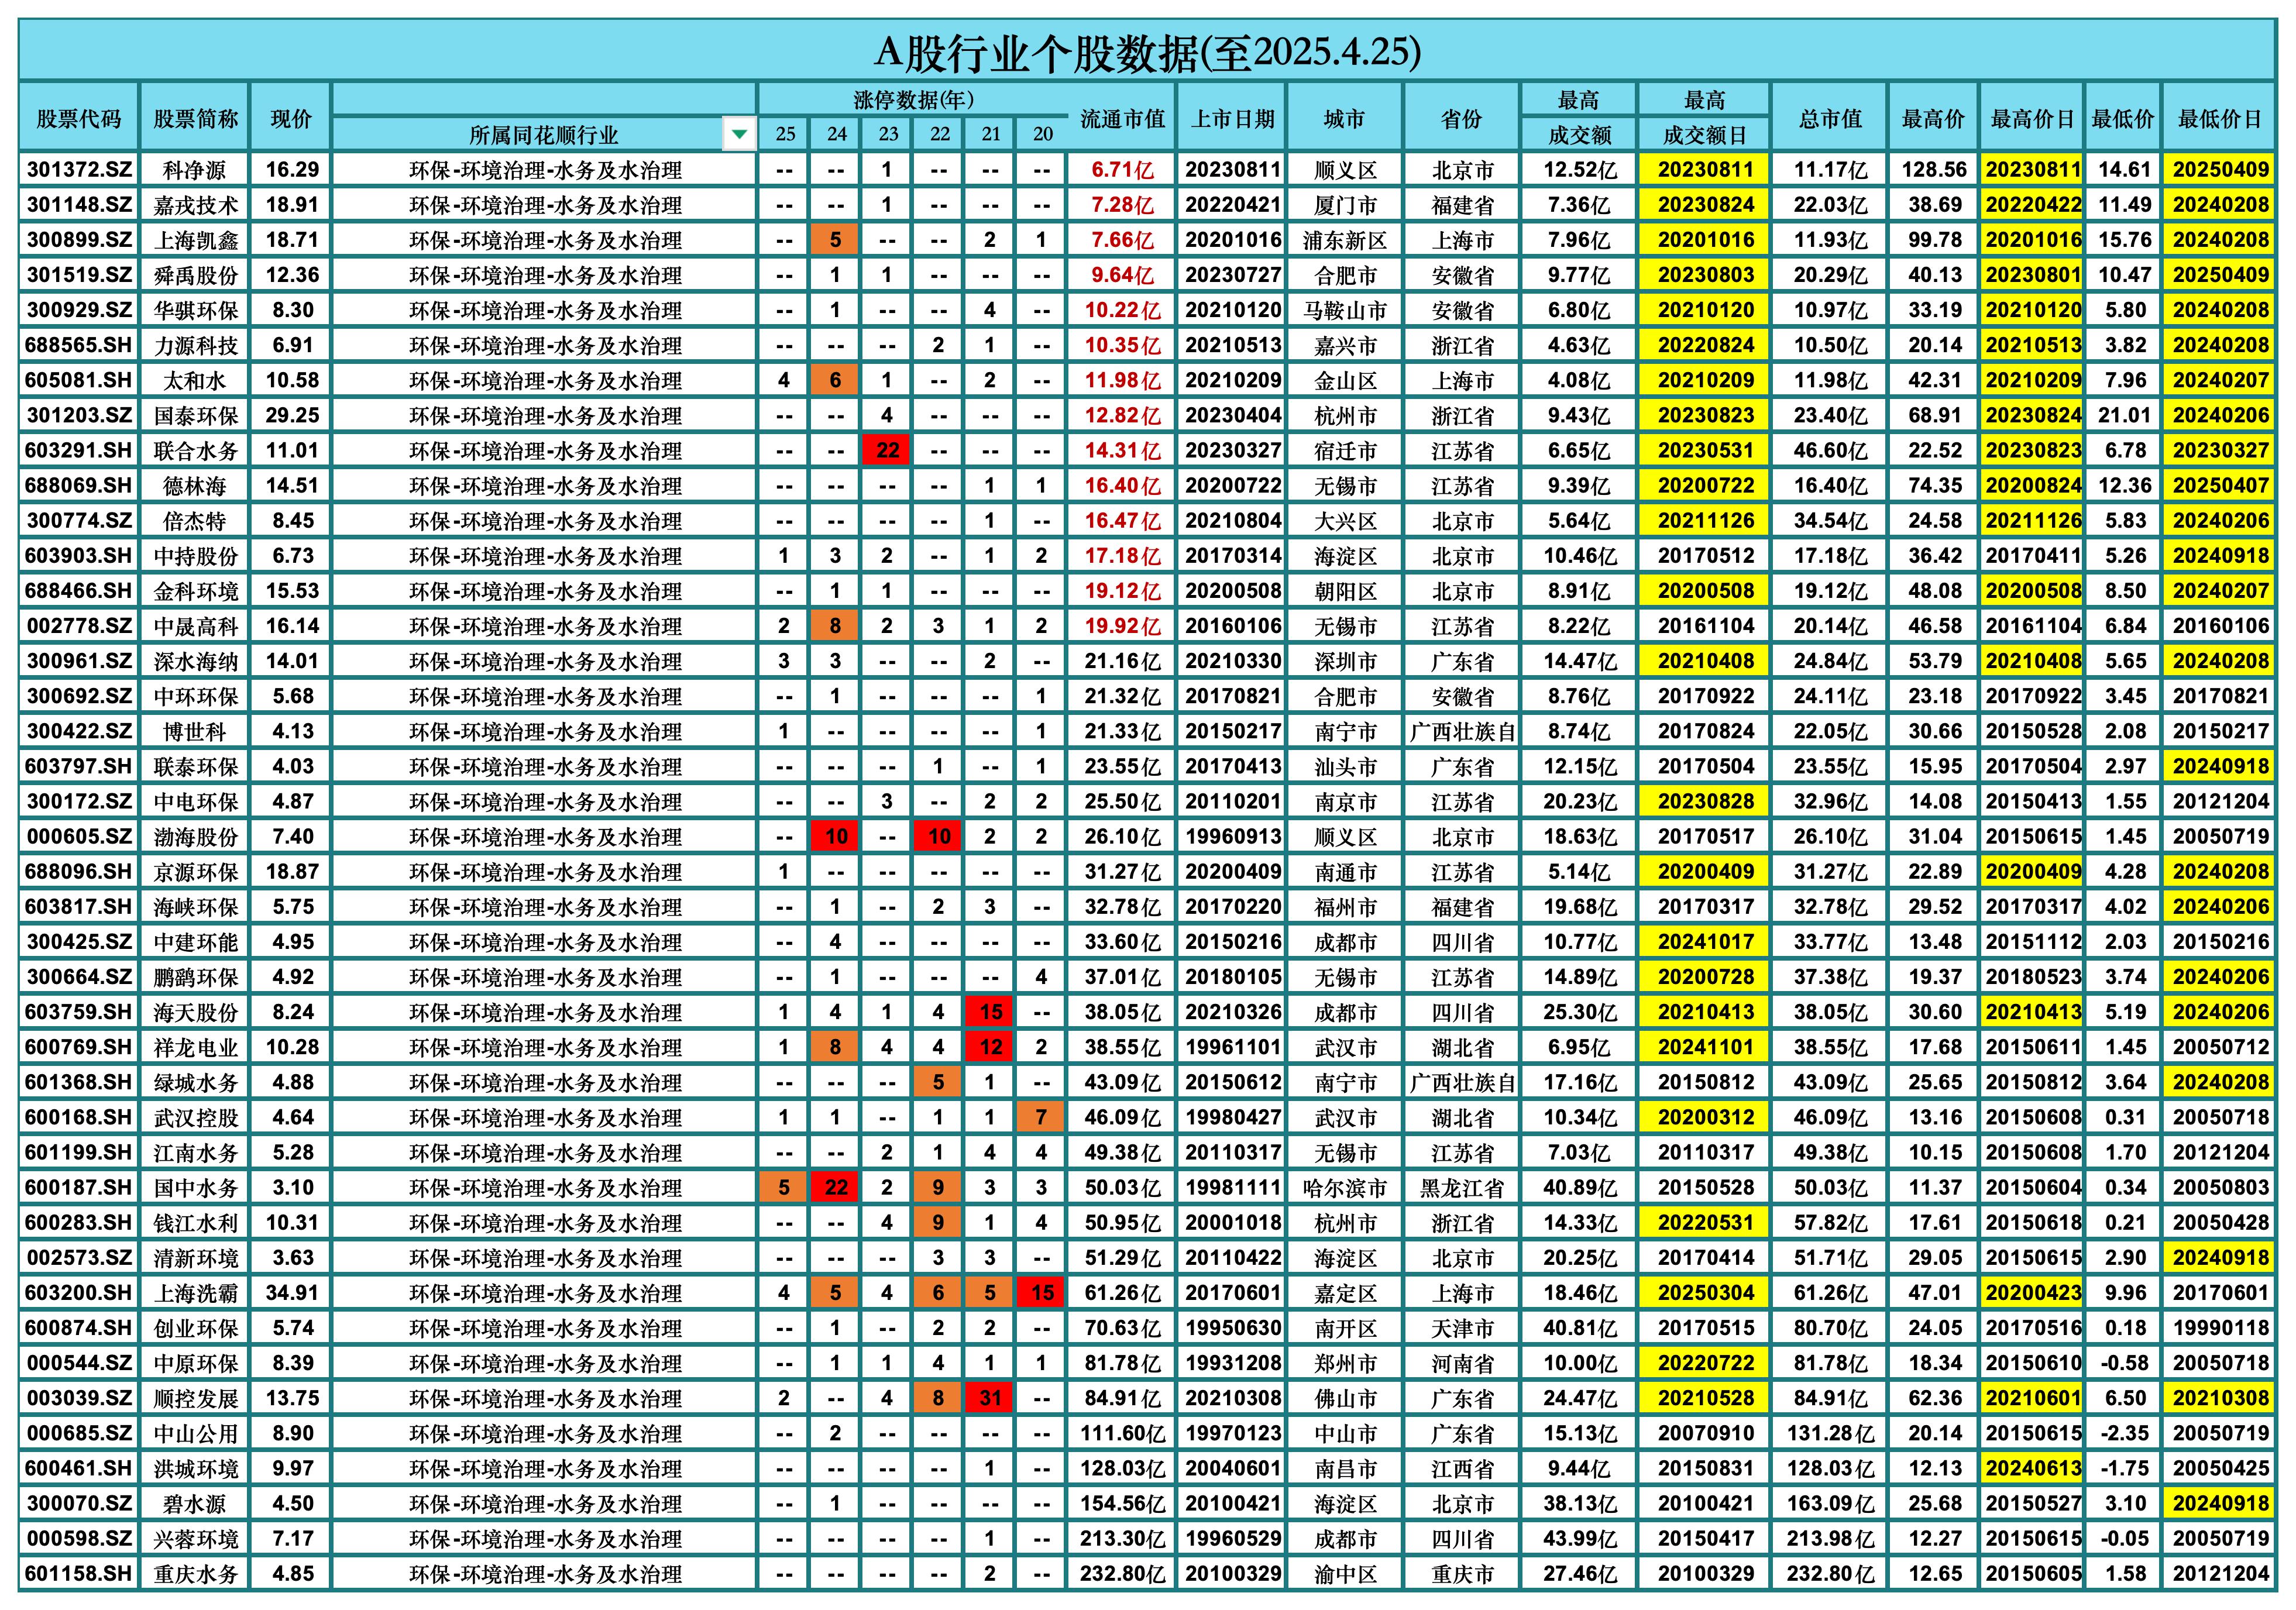 A股行业个股数据(至2025.4.25)
股票代码 股票简称 现价 所属同花顺行业 涨停数据(年) 25 24 23 22 21 20 流通市值 上市日期 城市 省份 最高成交额 最高成交额日 总市值 最高价 最高价日 最低价 最低价日
301372.SZ 科净源 16.29 环保-环境治理-水务及水治理 -- -- 1 -- -- -- 6.71亿 20230811 顺义区 北京市 12.52亿 20230811 11.17亿 128.56 20230811 14.61 20250409
301148.SZ 嘉戎技术 18.91 环保-环境治理-水务及水治理 -- -- 1 -- -- -- 7.28亿 20220421 厦门市 福建省 7.36亿 20230824 22.03亿 38.69 20220422 11.49 20240208
300899.SZ 上海凯鑫 18.71 环保-环境治理-水务及水治理 -- 5 -- -- 2 1 7.66亿 20201016 浦东新区 上海市 7.96亿 20201016 11.93亿 99.78 20201016 15.76 20240208
301519.SZ 舜禹股份 12.36 环保-环境治理-水务及水治理 -- 1 1 -- -- -- 9.64亿 20230727 合肥市 安徽省 9.77亿 20230803 20.29亿 40.13 20230801 10.47 20250409
300929.SZ 华骐环保 8.30 环保-环境治理-水务及水治理 -- 1 -- -- 4 -- 10.22亿 20210120 马鞍山市 安徽省 6.80亿 20210120 10.97亿 33.19 20210120 5.80 20240208
688565.SH 力源科技 6.91 环保-环境治理-水务及水治理 -- -- -- 2 1 -- 10.35亿 20210513 嘉兴市 浙江省 4.63亿 20220824 10.50亿 20.14 20210513 3.82 20240208
605081.SH 太和水 10.58 环保-环境治理-水务及水治理 4 6 1 -- 2 -- 11.98亿 20210209 金山区 上海市 4.08亿 20210209 11.98亿 42.31 20210209 7.96 20240207
301203.SZ 国泰环保 29.25 环保-环境治理-水务及水治理 -- -- 4 -- -- -- 12.82亿 20230404 杭州市 浙江省 9.43亿 20230823 23.40亿 68.91 20230824 21.01 20240206
603291.SH 联合水务 11.01 环保-环境治理-水务及水治理 -- -- 22 -- -- -- 14.31亿 20230327 宿迁市 江苏省 6.65亿 20230531 46.60亿 22.52 20230823 6.78 20230327
688069.SH 德林海 14.51 环保-环境治理-水务及水治理 -- -- -- -- 1 1 16.40亿 20200722 无锡市 江苏省 9.39亿 20200722 16.40亿 74.35 20200824 12.36 20250407
300774.SZ 倍杰特 8.45 环保-环境治理-水务及水治理 -- -- -- -- 1 -- 16.47亿 20210804 大兴区 北京市 5.64亿 20211126 34.54亿 24.58 20211126 5.83 20240206
603903.SH 中持股份 6.73 环保-环境治理-水务及水治理 1 3 2 -- 1 2 17.18亿 20170314 海淀区 北京市 10.46亿 20170512 17.18亿 36.42 20170411 5.26 20240918
688466.SH 金科环境 15.53 环保-环境治理-水务及水治理 -- 1 1 -- -- -- 19.12亿 20200508 朝阳区 北京市 8.91亿 20200508 19.12亿 48.08 20200508 8.50 20240207
002778.SZ 中晟高科 16.14 环保-环境治理-水务及水治理 2 8 2 3 1 2 19.92亿 20160106 无锡市 江苏省 8.22亿 20161104 20.14亿 46.58 20161104 6.84 20160106
300961.SZ 深水海纳 14.01 环保-环境治理-水务及水治理 3 3 -- -- 2 -- 21.16亿 20210330 深圳市 广东省 14.47亿 20210408 24.84亿 53.79 20210408 5.65 20240208
300692.SZ 中环环保 5.68 环保-环境治理-水务及水治理 -- 1 -- -- -- 1 21.32亿 20170821 合肥市 安徽省 8.76亿 20170922 24.11亿 23.18 20170922 3.45 20170821
300422.SZ 博世科 4.13 环保-环境治理-水务及水治理 1 -- -- -- -- 1 21.33亿 20150217 南宁市 广西壮族自 8.74亿 20170824 22.05亿 30.66 20150528 2.08 20150217
603797.SH 联泰环保 4.03 环保-环境治理-水务及水治理 -- -- -- 1 -- 1 23.55亿 20170413 汕头市 广东省 12.15亿 20170504 23.55亿 15.95 20170504 2.97 20240918
300172.SZ 中电环保 4.87 环保-环境治理-水务及水治理 -- -- 3 -- 2 2 25.50亿 20110201 南京市 江苏省 20.23亿 20230828 32.96亿 14.08 20150413 1.55 20121204
000605.SZ 渤海股份 7.40 环保-环境治理-水务及水治理 -- 10 -- 10 2 2 26.10亿 19960913 顺义区 北京市 18.63亿 20170517 26.10亿 31.04 20150615 1.45 20050719
688096.SH 京源环保 18.87 环保-环境治理-水务及水治理 1 -- -- -- -- -- 31.27亿 20200409 南通市 江苏省 5.14亿 20200409 31.27亿 22.89 20200409 4.28 20240208
603817.SH 海峡环保 5.75 环保-环境治理-水务及水治理 -- 1 -- 2 3 -- 32.78亿 20170220 福州市 福建省 19.68亿 20170317 32.78亿 29.52 20170317 4.02 20240206
300425.SZ 中建环能 4.95 环保-环境治理-水务及水治理 -- 4 -- -- -- -- 33.60亿 20150216 成都市 四川省 10.77亿 20241017 33.77亿 13.48 20151112 2.03 20150216
300664.SZ 鹏鹞环保 4.92 环保-环境治理-水务及水治理 -- 1 -- -- -- 4 37.01亿 20180105 无锡市 江苏省 14.89亿 20200728 37.38亿 19.37 20180523 3.74 20240206
603759.SH 海天股份 8.24 环保-环境治理-水务及水治理 1 4 1 4 15 -- 38.05亿 20210326 成都市 四川省 25.30亿 20210413 38.05亿 30.60 20210413 5.19 20240206
600769.SH 祥龙电业 10.28 环保-环境治理-水务及水治理 1 8 4 4 12 2 38.55亿 19961101 武汉市 湖北省 6.95亿 20241101 38.55亿 17.68 20150611 1.45 20050712
601368.SH 绿城水务 4.88 环保-环境治理-水务及水治理 -- -- -- 5 1 -- 43.09亿 20150612 南宁市 广西壮族自 17.16亿 20150812 43.09亿 25.65 20150812 3.64 20240208
600168.SH 武汉控股 4.64 环保-环境治理-水务及水治理 1 1 -- 1 1 7 46.09亿 19980427 武汉市 湖北省 10.34亿 20200312 46.09亿 13.16 20150608 0.31 20050718
601199.SH 江南水务 5.28 环保-环境治理-水务及水治理 -- -- 2 1 4 4 49.38亿 20110317 无锡市 江苏省 7.03亿 20110317 49.38亿 10.15 20150608 1.70 20121204
600187.SH 国中水务 3.10 环保-环境治理-水务及水治理 5 22 2 9 3 3 50.03亿 19981111 哈尔滨市 黑龙江省 40.89亿 20150528 50.03亿 11.37 20150604 0.34 20050803
600283.SH 钱江水利 10.31 环保-环境治理-水务及水治理 -- -- 4 9 1 4 50.95亿 20001018 杭州市 浙江省 14.33亿 20220531 57.82亿 17.61 20150618 0.21 20050428
002573.SZ 清新环境 3.63 环保-环境治理-水务及水治理 -- -- -- 3 3 -- 51.29亿 20110422 海淀区 北京市 20.25亿 20170414 51.71亿 29.05 20150615 2.90 20240918
603200.SH 上海洗霸 34.91 环保-环境治理-水务及水治理 4 5 4 6 5 15 61.26亿 20170601 嘉定区 上海市 18.46亿 20250304 61.26亿 47.01 20200423 9.96 20170601
600874.SH 创业环保 5.74 环保-环境治理-水务及水治理 -- 1 -- 2 2 -- 70.63亿 19950630 南开区 天津市 40.81亿 20170515 80.70亿 24.05 20170516 0.18 19990118
000544.SZ 中原环保 8.39 环保-环境治理-水务及水治理 -- 1 1 4 1 1 81.78亿 19931208 郑州市 河南省 10.00亿 20220722 81.78亿 18.34 20150610 -0.58 20050718
003039.SZ 顺控发展 13.75 环保-环境治理-水务及水治理 2 -- 4 8 31 -- 84.91亿 20210308 佛山市 广东省 24.47亿 20210528 84.91亿 62.36 20210601 6.50 20210308
000685.SZ 中山公用 8.90 环保-环境治理-水务及水治理 -- 2 -- -- -- -- 111.60亿 19970123 中山市 广东省 15.13亿 20070910 131.28亿 20.14 20150615 -2.35 20050719
600461.SH 洪城环境 9.97 环保-环境治理-水务及水治理 -- -- -- -- 1 -- 128.03亿 20040601 南昌市 江西省 9.44亿 20150831 128.03亿 12.13 20240613 -1.75 20050425
300070.SZ 碧水源 4.50 环保-环境治理-水务及水治理 -- 1 -- -- -- -- 154.56亿 20100421 海淀区 北京市 38.13亿 20100421 163.09亿 25.68 20150527 3.10 20240918
000598.SZ 兴蓉环境 7.17 环保-环境治理-水务及水治理 -- -- -- -- 1 -- 213.30亿 19960529 成都市 四川省 43.99亿 20150417 213.98亿 12.27 20150615 -0.05 20050719
601158.SH 重庆水务 4.85 环保-环境治理-水务及水治理 -- -- -- -- 2 -- 232.80亿 20100329 渝中区 重庆市 27.46亿 20100329 232.80亿 12.65 20150605 1.58 20121204